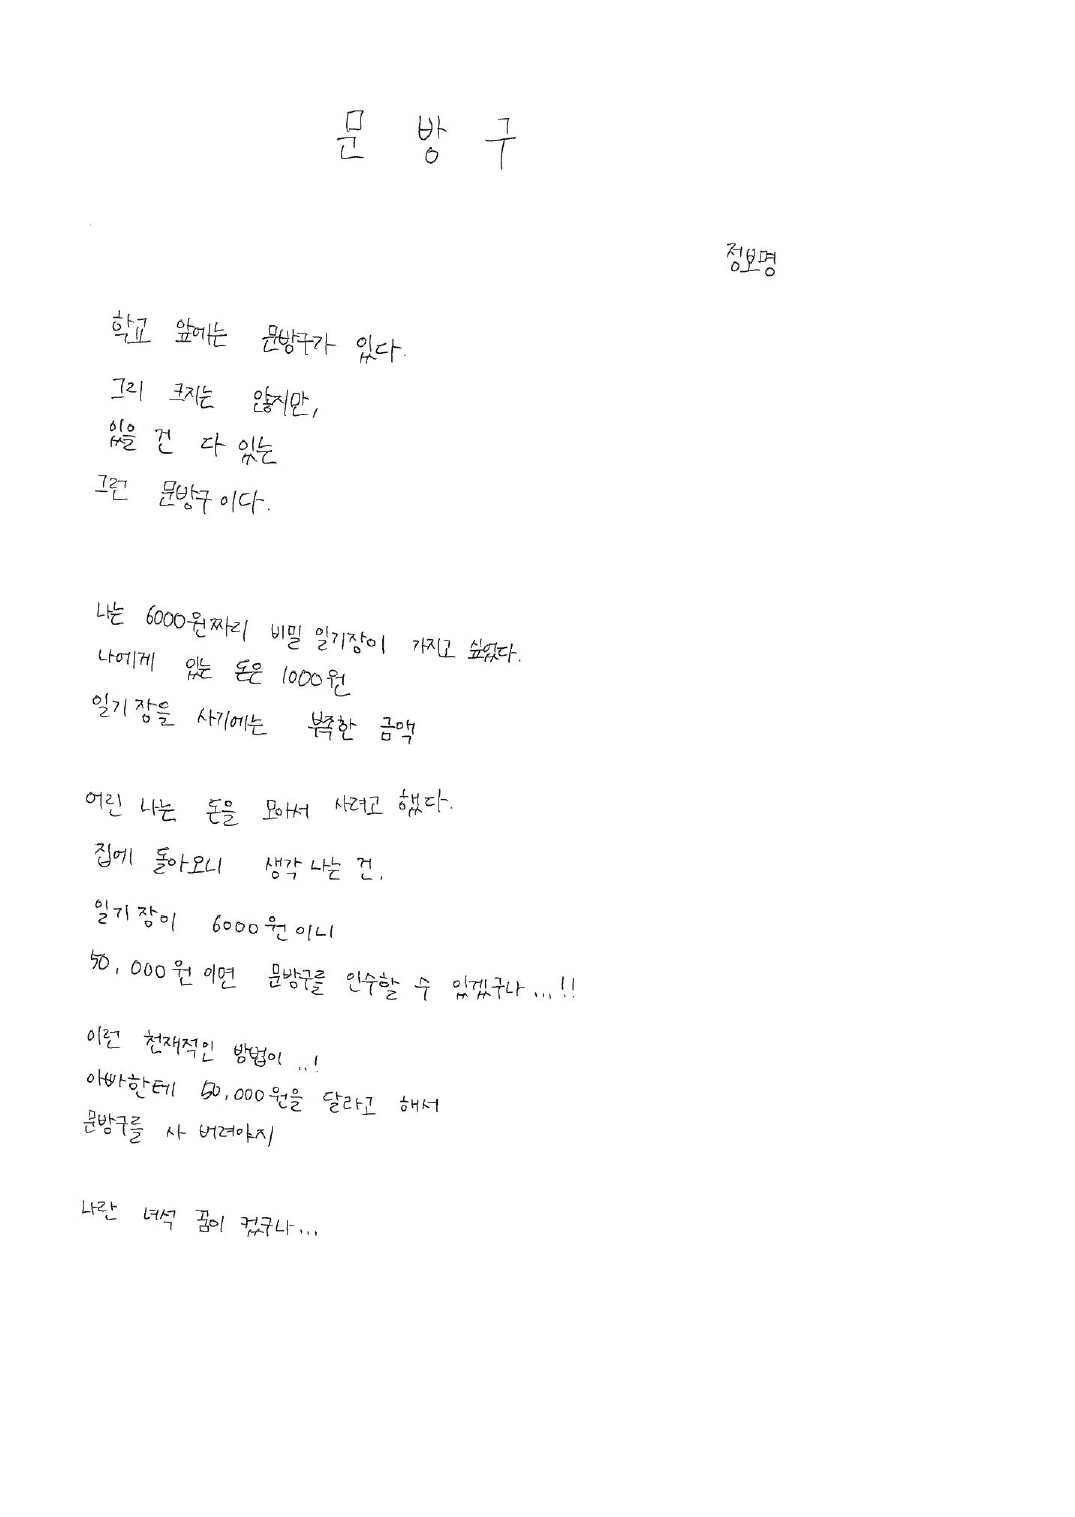 문방구
정보명
학교 앞에는 문방구가 있다.
그리 크지는 않지만,
있을 건 다 있는
그런 문방구이다.
나는 6000원짜리 비밀 일기장이 가지고 싶었다.
나에게 있는 돈은 1000원
일기장을 사기에는 부족한 금액
어린 나는 돈을 모아서 사려고 했다.
집에 돌아오니 생각나는 건.
일기장이 6000원이니
50,000원이면 문방구를 인수할 수 있겠구나...!!
이런 천재적인 방법이..!
아빠한테 50,000원을 달라고 해서
문방구를 사 버려야지
나란 녀석 꿈이 컸구나...